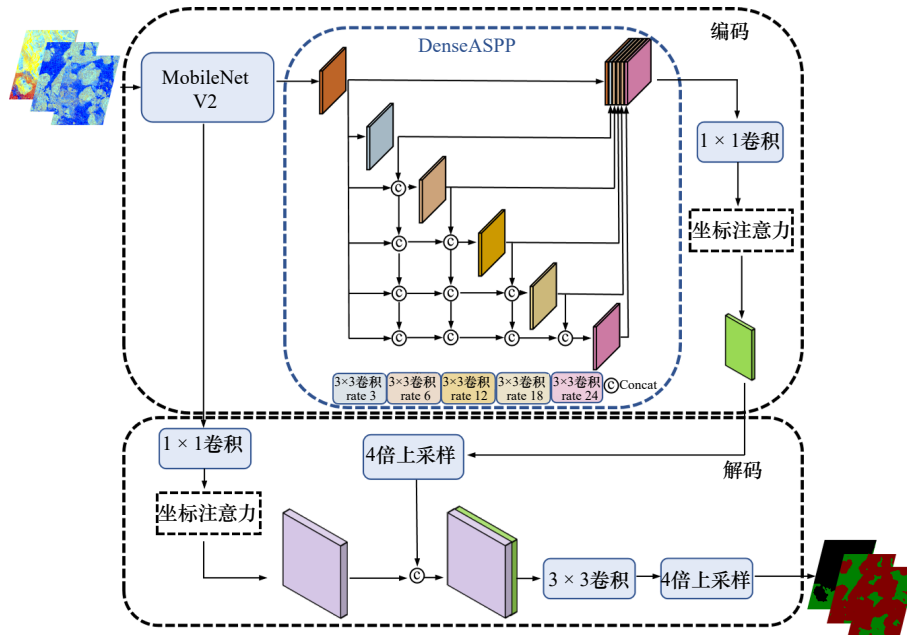 编码
DenseASPP
MobileNet
V2
1 × 1卷积
坐标注意力
C
C
C
C
C
C
C
C
C
C
3×3卷积
rate 3
3×3卷积
rate 6
3×3卷积
rate 12
3×3卷积
rate 18
3×3卷积
rate 24
C Concat
解码
1 × 1卷积
4倍上采样
坐标注意力
C
3 × 3卷积
4倍上采样